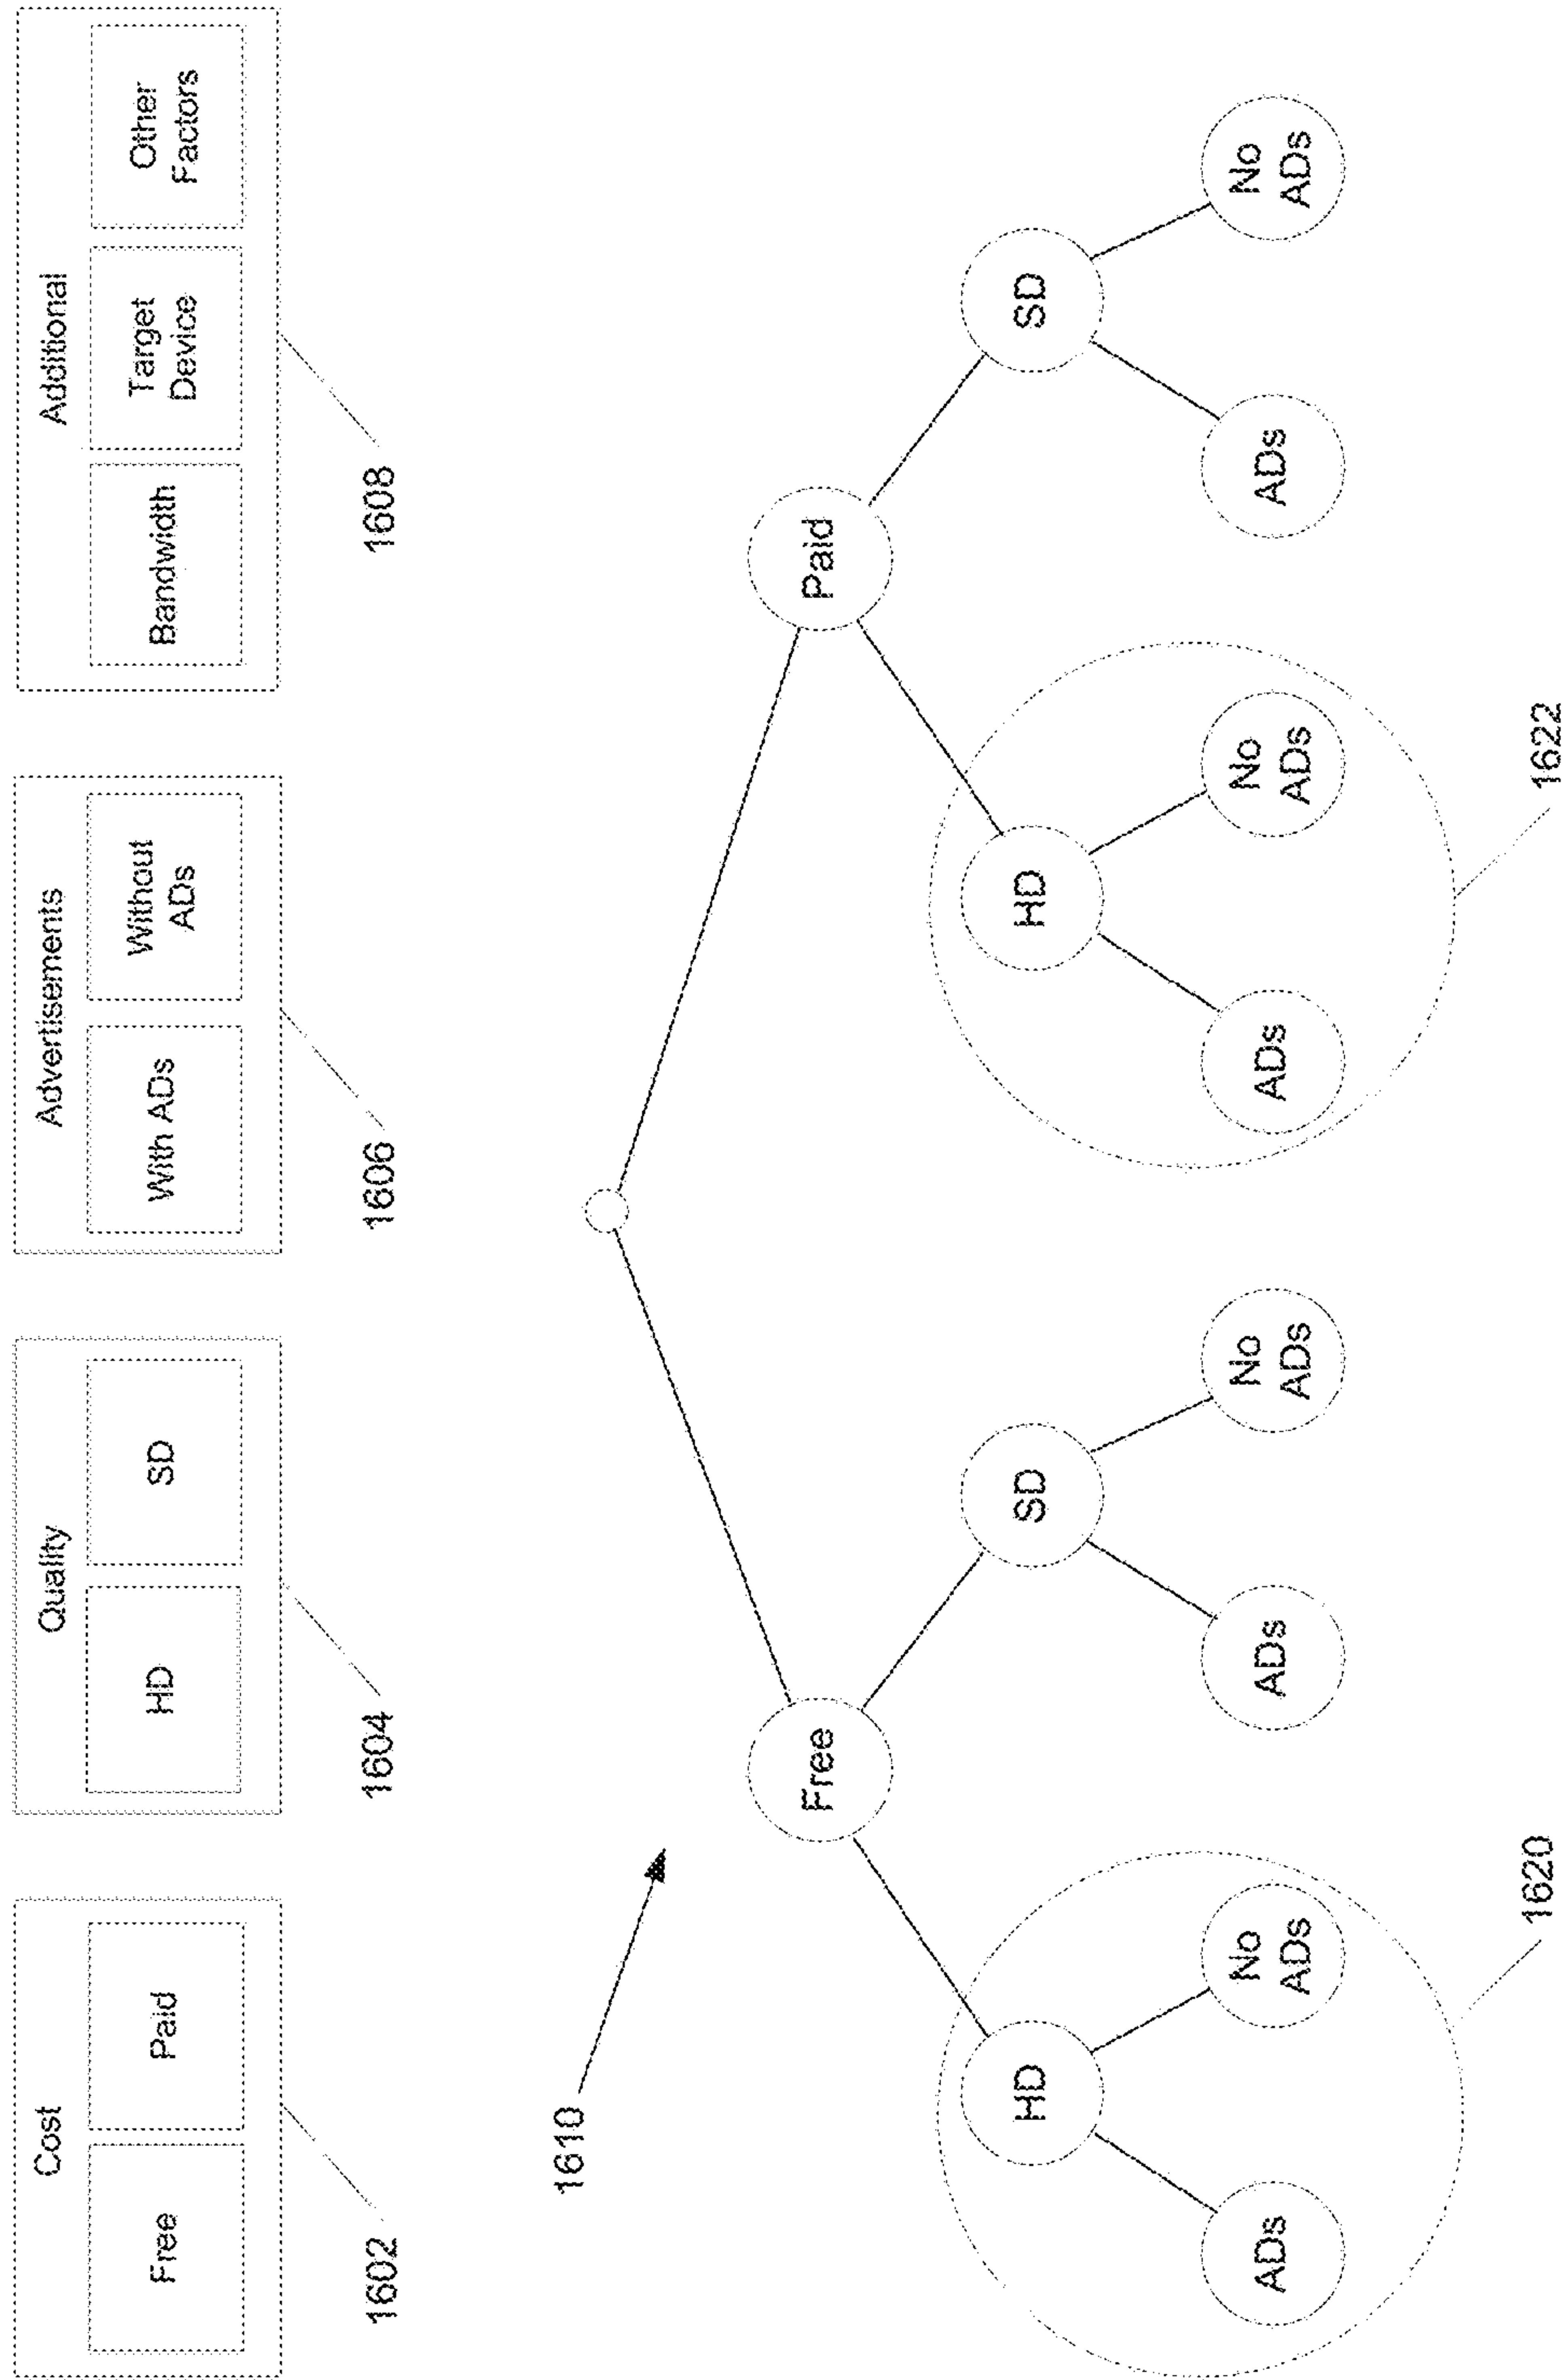 Cost
Free
Paid
1602
Quality
HD
SD
1604
Advertisements
With ADs
Without
ADs
1606
Additional
Bandwidth
Target
Device
Other
Factors
1608
1610
Free
Paid
HD
SD
HD
SD
ADs
No
ADs
ADs
No
ADs
ADs
No
ADs
ADs
No
ADs
1620
1622